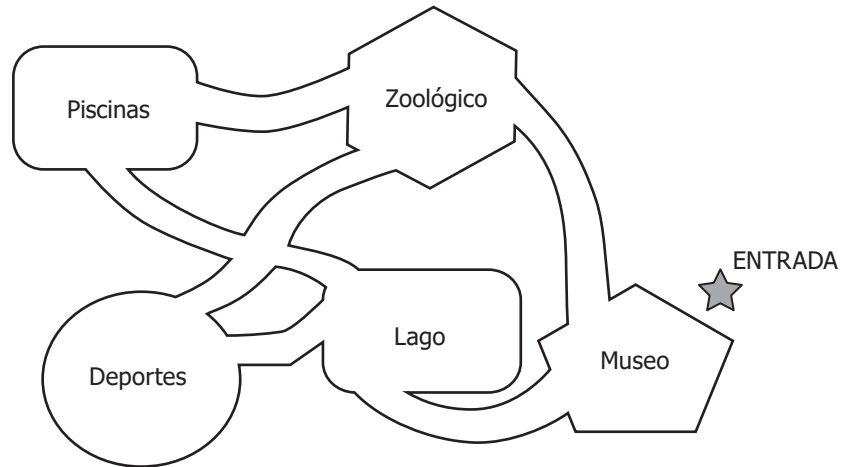 Zoológico
Piscinas
ENTRADA
Lago
Museo
Deportes